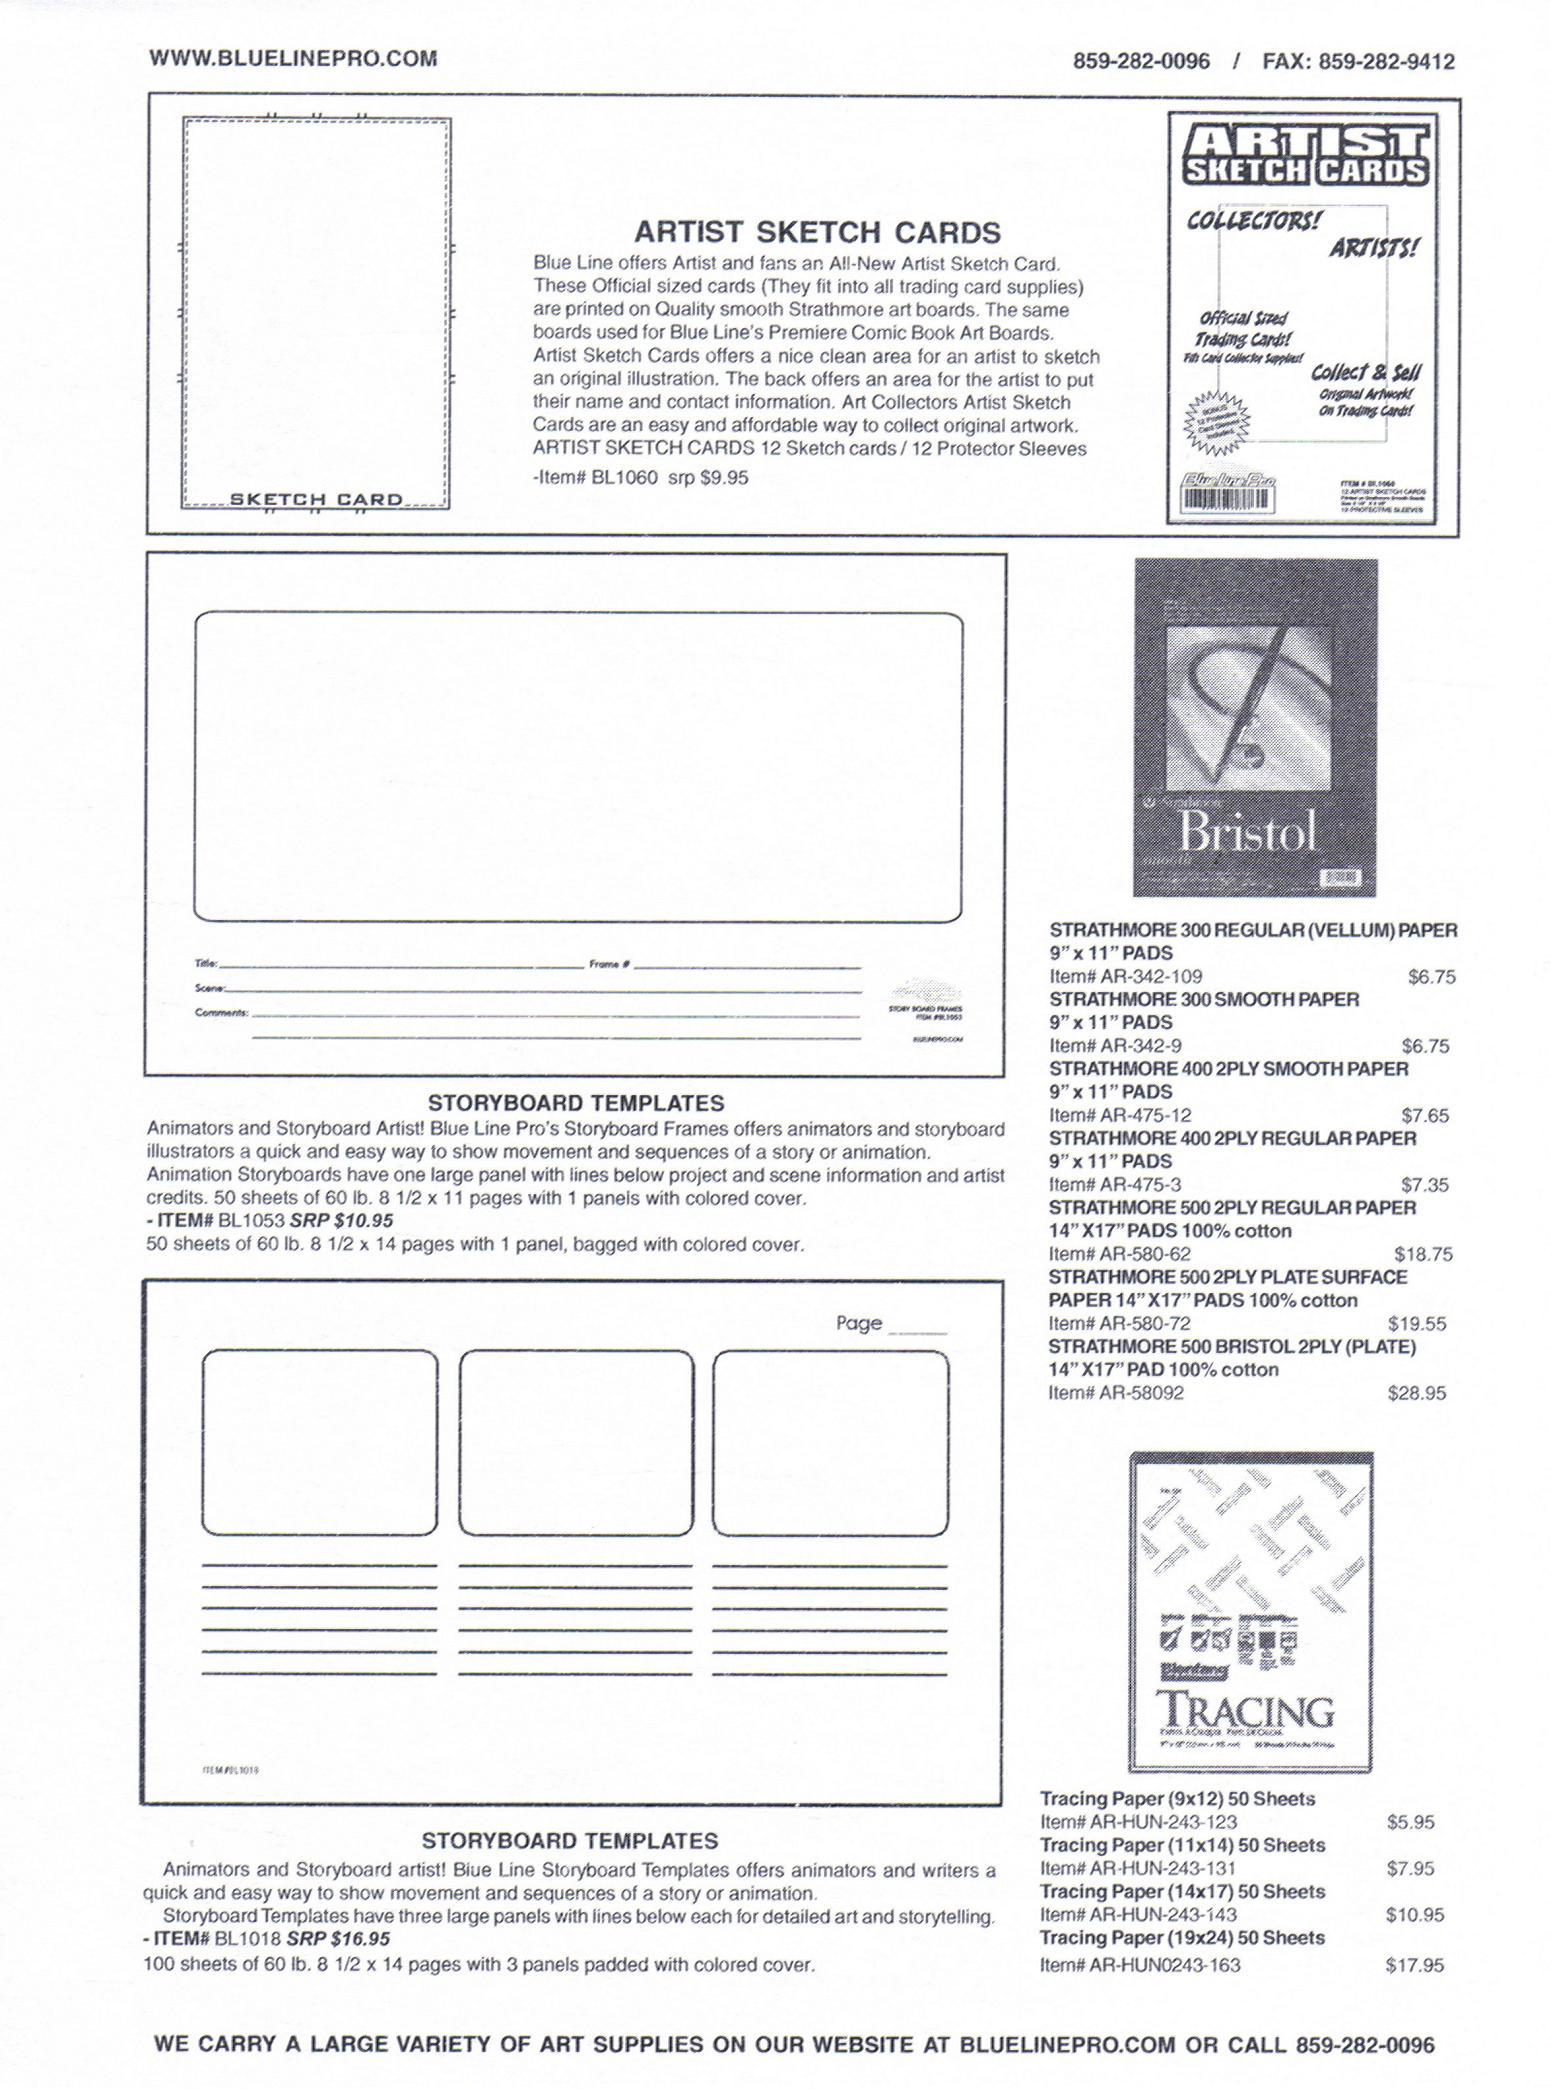 WWW.BLUELINEPRO.COM
859-282-0096 / FAX: 859-282-9412
SKETCH CARD
ARTIST SKETCH CARDS
Blue Line offers Artist and fans an All-New Artist Sketch Card.
These Official sized cards (They fit into all trading card supplies)
are printed on Quality smooth Strathmore art boards. The same
boards used for Blue Line's Premiere Comic Book Art Boards.
Artist Sketch Cards offers a nice clean area for an artist to sketch
an original illustration. The back offers an area for the artist to put
their name and contact information. Art Collectors Artist Sketch
Cards are an easy and affordable way to collect original artwork.
ARTIST SKETCH CARDS 12 Sketch cards / 12 Protector Sleeves
-Item# BL1060 srp $9.95
ARTIST
SKETCH CARDS
COLLECTORS!
ARTISTS!
Official Sized
Trading Cards!
Fits Card Collector Supplies!
Collect & Sell
Original Artwork!
On Trading Cards!
BONUS
12 Protective
Card Sleeves
Included
Blue Line Pro
ITEM # BL1060
12 ARTIST SKETCH CARDS
12 PROTECTIVE SLEEVES
Title:
Frame #
Scene:
Comments:
STORY BOARD FRAMES
ITEM #BL1053
BLUELINEPRO.COM
STORYBOARD TEMPLATES
Animators and Storyboard Artist! Blue Line Pro's Storyboard Frames offers animators and storyboard
illustrators a quick and easy way to show movement and sequences of a story or animation.
Animation Storyboards have one large panel with lines below project and scene information and artist
credits. 50 sheets of 60 lb. 8 1/2 x 11 pages with 1 panels with colored cover.
- ITEM# BL1053 SRP $10.95
50 sheets of 60 lb. 8 1/2 x 14 pages with 1 panel, bagged with colored cover.
Page
ITEM #BL1018
STORYBOARD TEMPLATES
Animators and Storyboard artist! Blue Line Storyboard Templates offers animators and writers a
quick and easy way to show movement and sequences of a story or animation.
Storyboard Templates have three large panels with lines below each for detailed art and storytelling.
- ITEM# BL1018 SRP $16.95
100 sheets of 60 lb. 8 1/2 x 14 pages with 3 panels padded with colored cover.
Strathmore
Bristol
smooth
STRATHMORE 300 REGULAR (VELLUM) PAPER
9" x 11" PADS
Item# AR-342-109 $6.75
STRATHMORE 300 SMOOTH PAPER
9" x 11" PADS
Item# AR-342-9 $6.75
STRATHMORE 400 2PLY SMOOTH PAPER
9" x 11" PADS
Item# AR-475-12 $7.65
STRATHMORE 400 2PLY REGULAR PAPER
9" x 11" PADS
Item# AR-475-3 $7.35
STRATHMORE 500 2PLY REGULAR PAPER
14" X17" PADS 100% cotton
Item# AR-580-62 $18.75
STRATHMORE 500 2PLY PLATE SURFACE
PAPER 14" X17" PADS 100% cotton
Item# AR-580-72 $19.55
STRATHMORE 500 BRISTOL 2PLY (PLATE)
14" X17" PAD 100% cotton
Item# AR-58092 $28.95
Bienfang
TRACING
Tracing Paper (9x12) 50 Sheets
Item# AR-HUN-243-123 $5.95
Tracing Paper (11x14) 50 Sheets
Item# AR-HUN-243-131 $7.95
Tracing Paper (14x17) 50 Sheets
Item# AR-HUN-243-143 $10.95
Tracing Paper (19x24) 50 Sheets
Item# AR-HUN0243-163 $17.95
WE CARRY A LARGE VARIETY OF ART SUPPLIES ON OUR WEBSITE AT BLUELINEPRO.COM OR CALL 859-282-0096